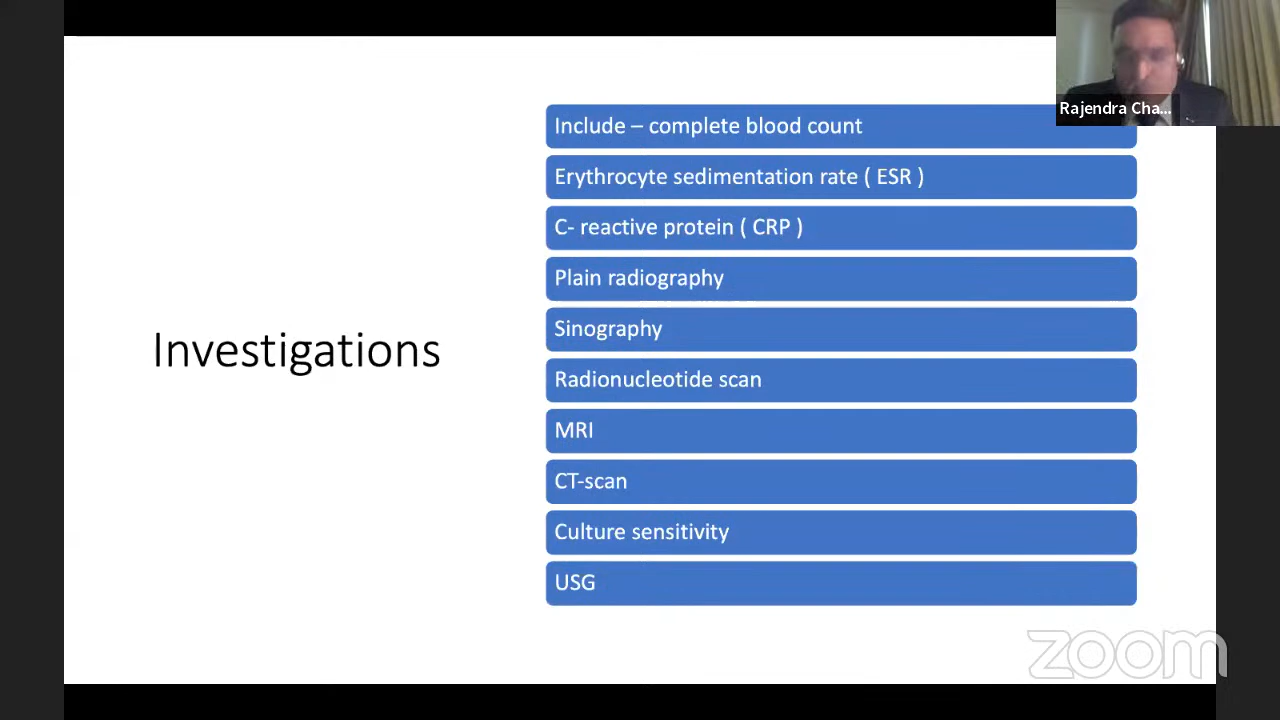 Rajendra Cha...
Include – complete blood count
Erythrocyte sedimentation rate ( ESR )
C- reactive protein ( CRP )
Plain radiography
Sinography
Investigations
Radionucleotide scan
MRI
CT-scan
Culture sensitivity
USG
zoom